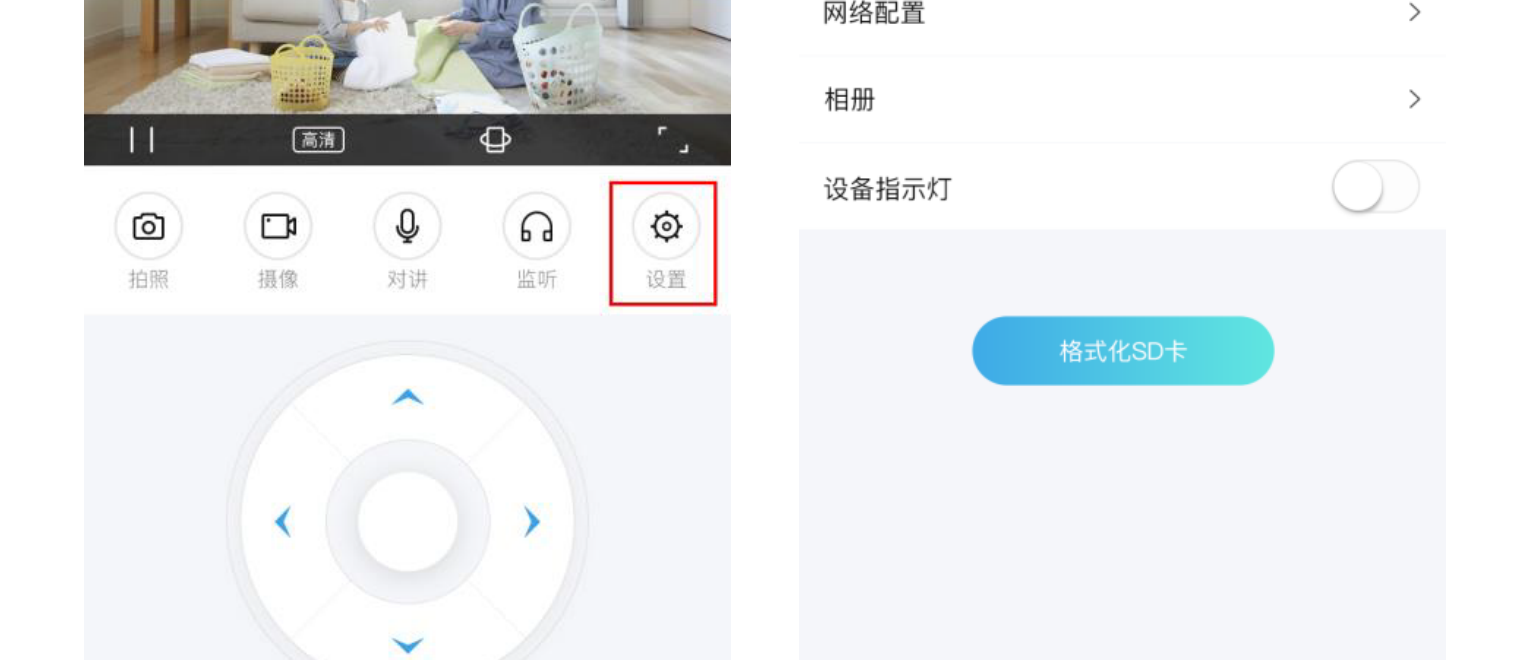 高清
拍照
摄像
对讲
监听
设置
网络配置
相册
设备指示灯
格式化SD卡